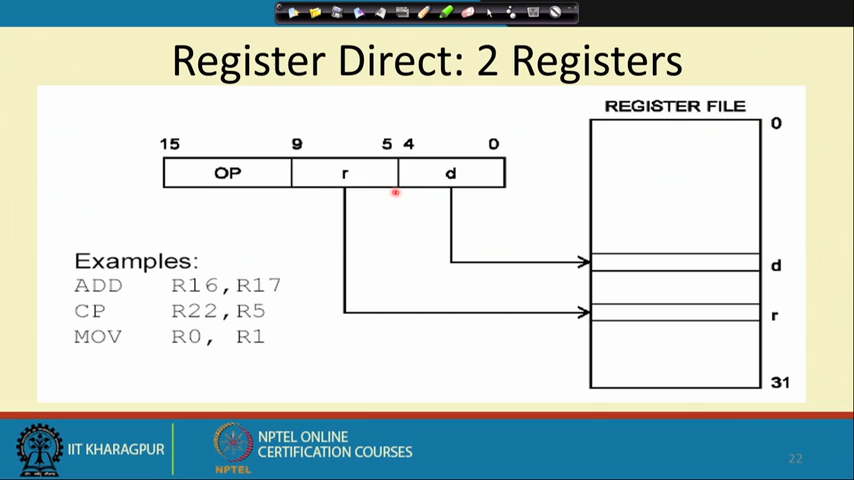 Register Direct: 2 Registers
REGISTER FILE
15 9 5 4 0 0
OP r d
d
r
31
Examples:
ADD R16,R17
CP R22,R5
MOV R0, R1
IIT KHARAGPUR
NPTEL
NPTEL ONLINE
CERTIFICATION COURSES
22